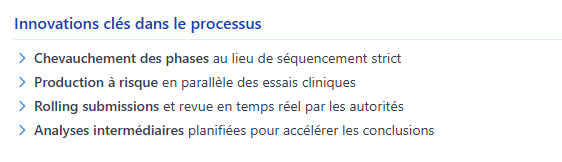 Innovations clés dans le processus
Chevauchement des phases au lieu de séquencement strict
Production à risque en parallèle des essais cliniques
Rolling submissions et revue en temps réel par les autorités
Analyses intermédiaires planifiées pour accélérer les conclusions